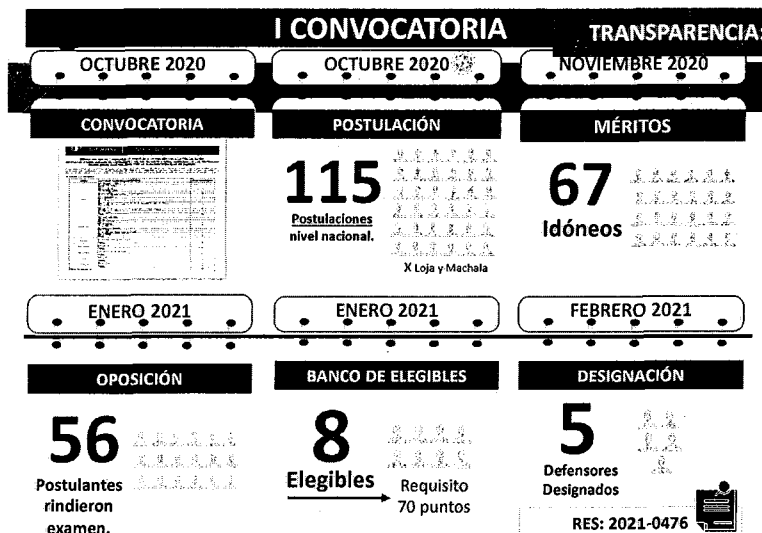 I CONVOCATORIA
TRANSPARENCIA:
OCTUBRE 2020
OCTUBRE 2020
NOVIEMBRE 2020
CONVOCATORIA
POSTULACIÓN
MÉRITOS
115
Postulaciones
nivel nacional.
X Loja y Machala
67
Idóneos
ENERO 2021
ENERO 2021
FEBRERO 2021
OPOSICIÓN
BANCO DE ELEGIBLES
DESIGNACIÓN
56
Postulantes
rindieron
examen.
8
Elegibles
Requisito
70 puntos
5
Defensores
Designados
RES: 2021-0476